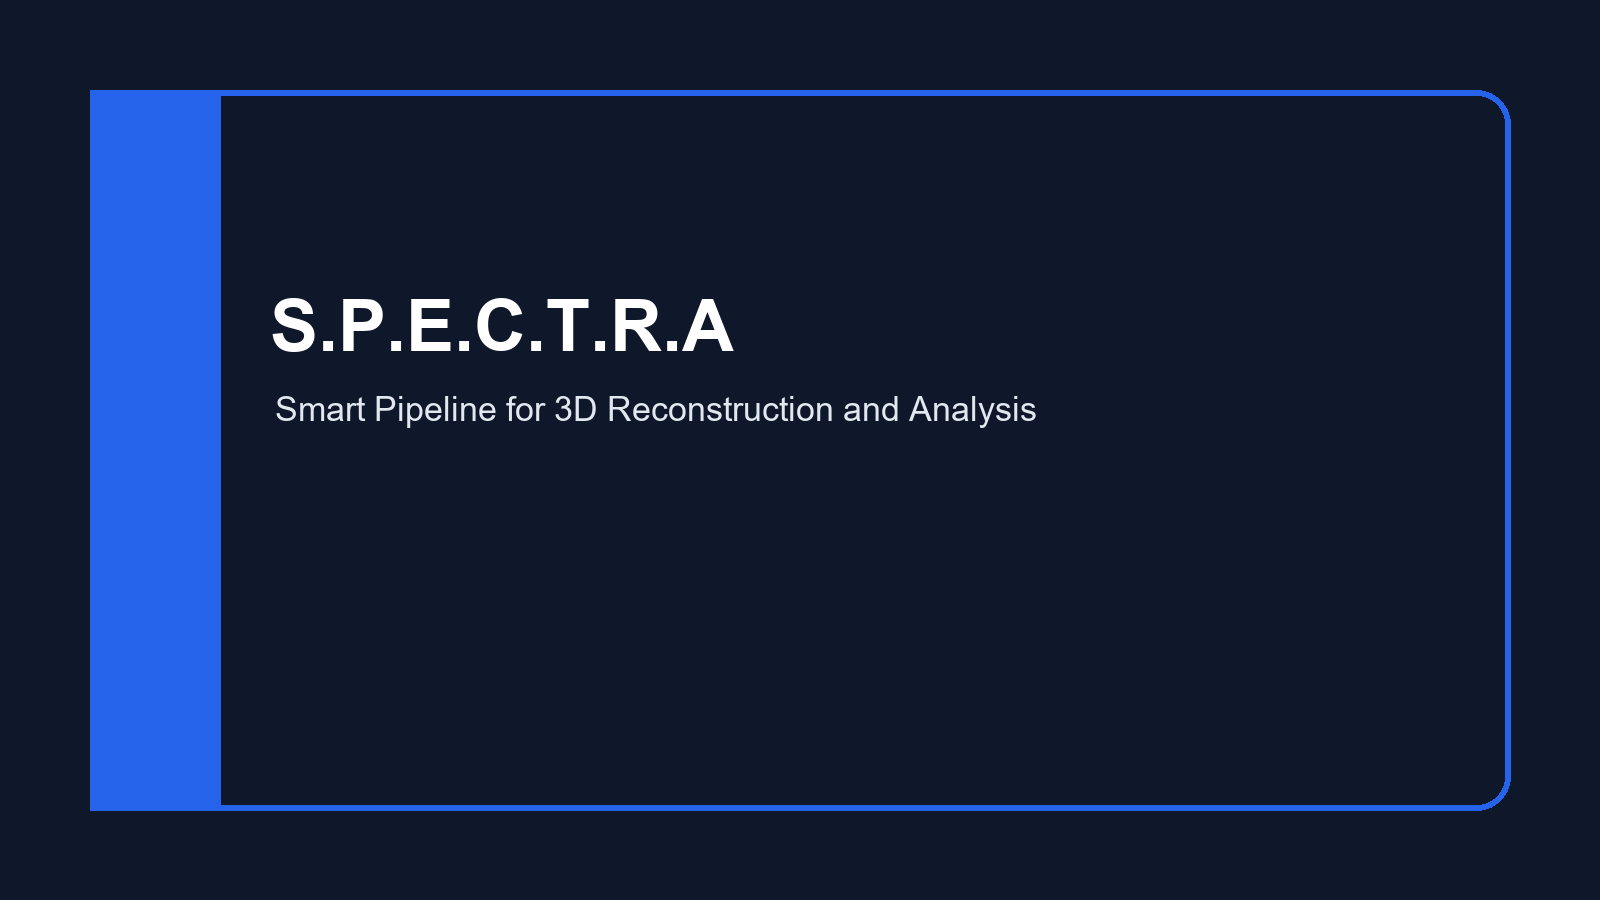 S.P.E.C.T.R.A
Smart Pipeline for 3D Reconstruction and Analysis